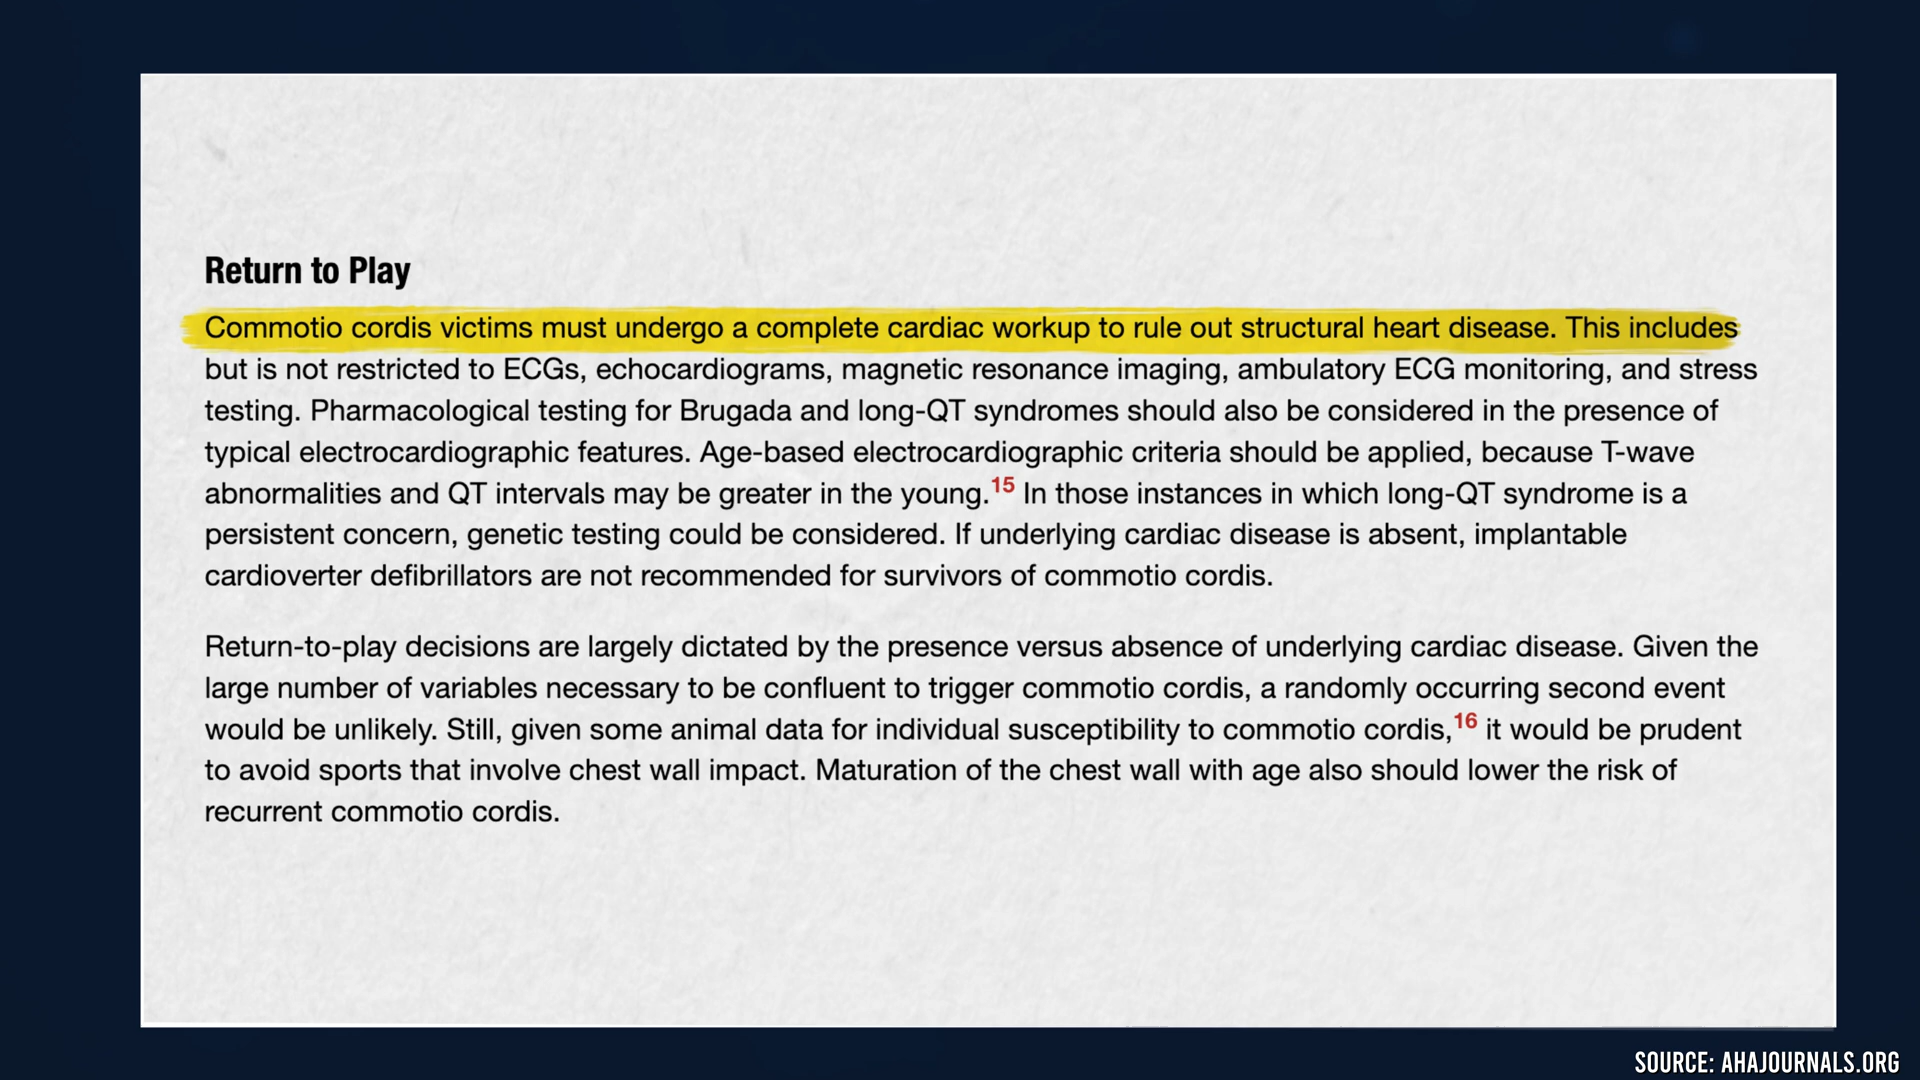 Return to Play
Commotio cordis victims must undergo a complete cardiac workup to rule out structural heart disease. This includes
but is not restricted to ECGs, echocardiograms, magnetic resonance imaging, ambulatory ECG monitoring, and stress
testing. Pharmacological testing for Brugada and long-QT syndromes should also be considered in the presence of
typical electrocardiographic features. Age-based electrocardiographic criteria should be applied, because T-wave
abnormalities and QT intervals may be greater in the young.15 In those instances in which long-QT syndrome is a
persistent concern, genetic testing could be considered. If underlying cardiac disease is absent, implantable
cardioverter defibrillators are not recommended for survivors of commotio cordis.
Return-to-play decisions are largely dictated by the presence versus absence of underlying cardiac disease. Given the
large number of variables necessary to be confluent to trigger commotio cordis, a randomly occurring second event
would be unlikely. Still, given some animal data for individual susceptibility to commotio cordis,16 it would be prudent
to avoid sports that involve chest wall impact. Maturation of the chest wall with age also should lower the risk of
recurrent commotio cordis.
SOURCE: AHAJOURNALS.ORG